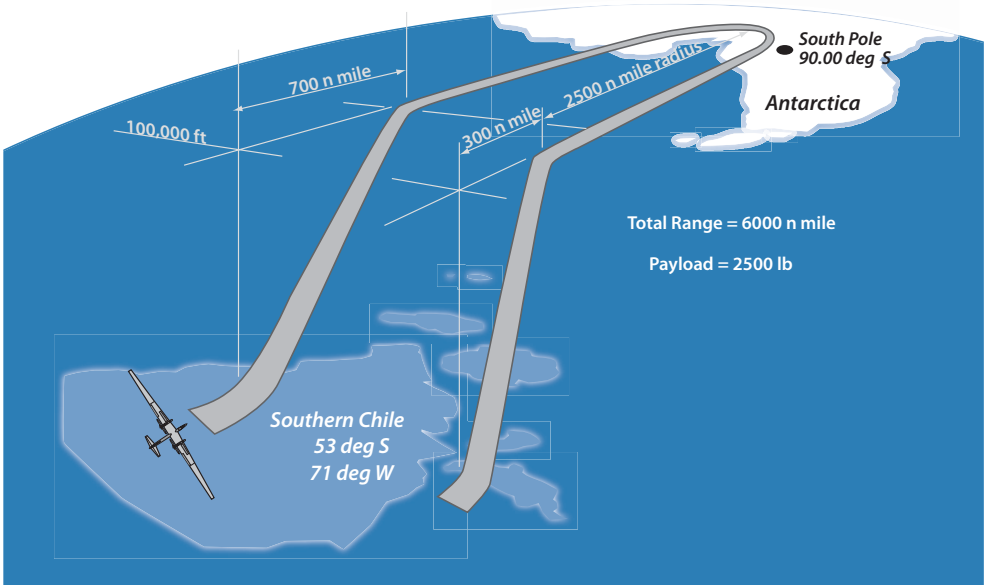 700 n mile
100,000 ft
2500 n mile radius
300 n mile
South Pole
90.00 deg S
Antarctica
Total Range = 6000 n mile
Payload = 2500 lb
Southern Chile
53 deg S
71 deg W